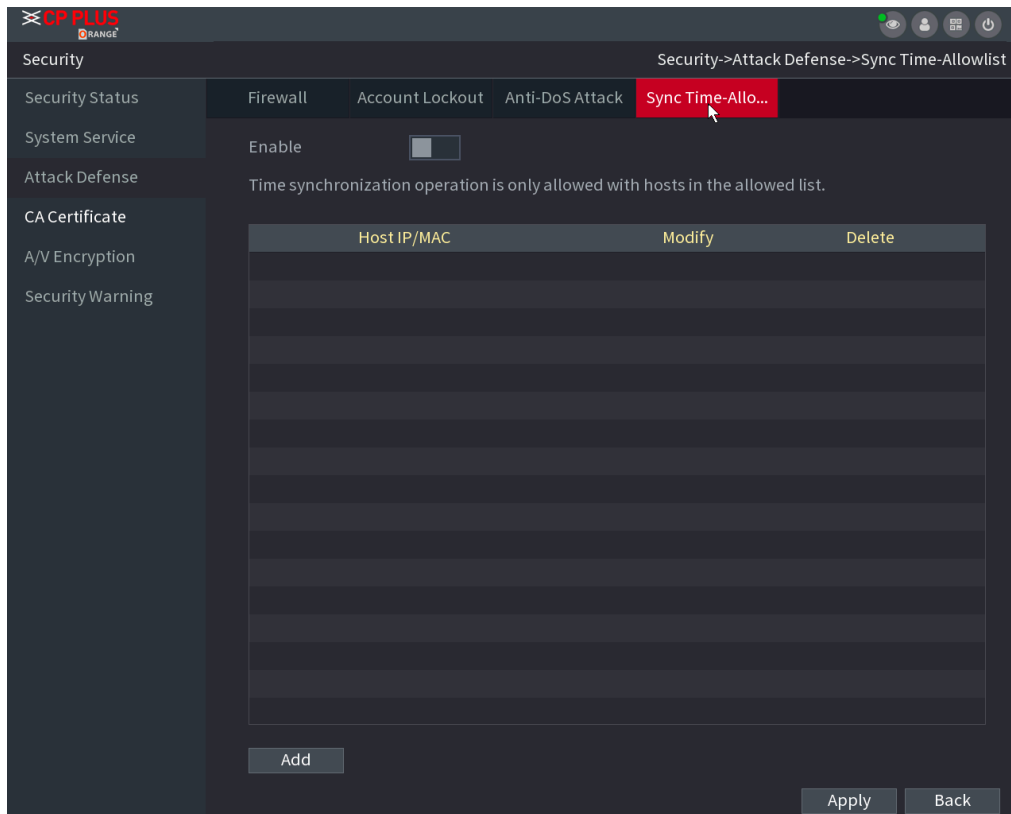 CP PLUS
ORANGE
Security
Security->Attack Defense->Sync Time-Allowlist
Security Status
System Service
Attack Defense
CA Certificate
A/V Encryption
Security Warning
Firewall
Account Lockout
Anti-DoS Attack
Sync Time-Allo...
Enable
Time synchronization operation is only allowed with hosts in the allowed list.
Host IP/MAC
Modify
Delete
Add
Apply
Back